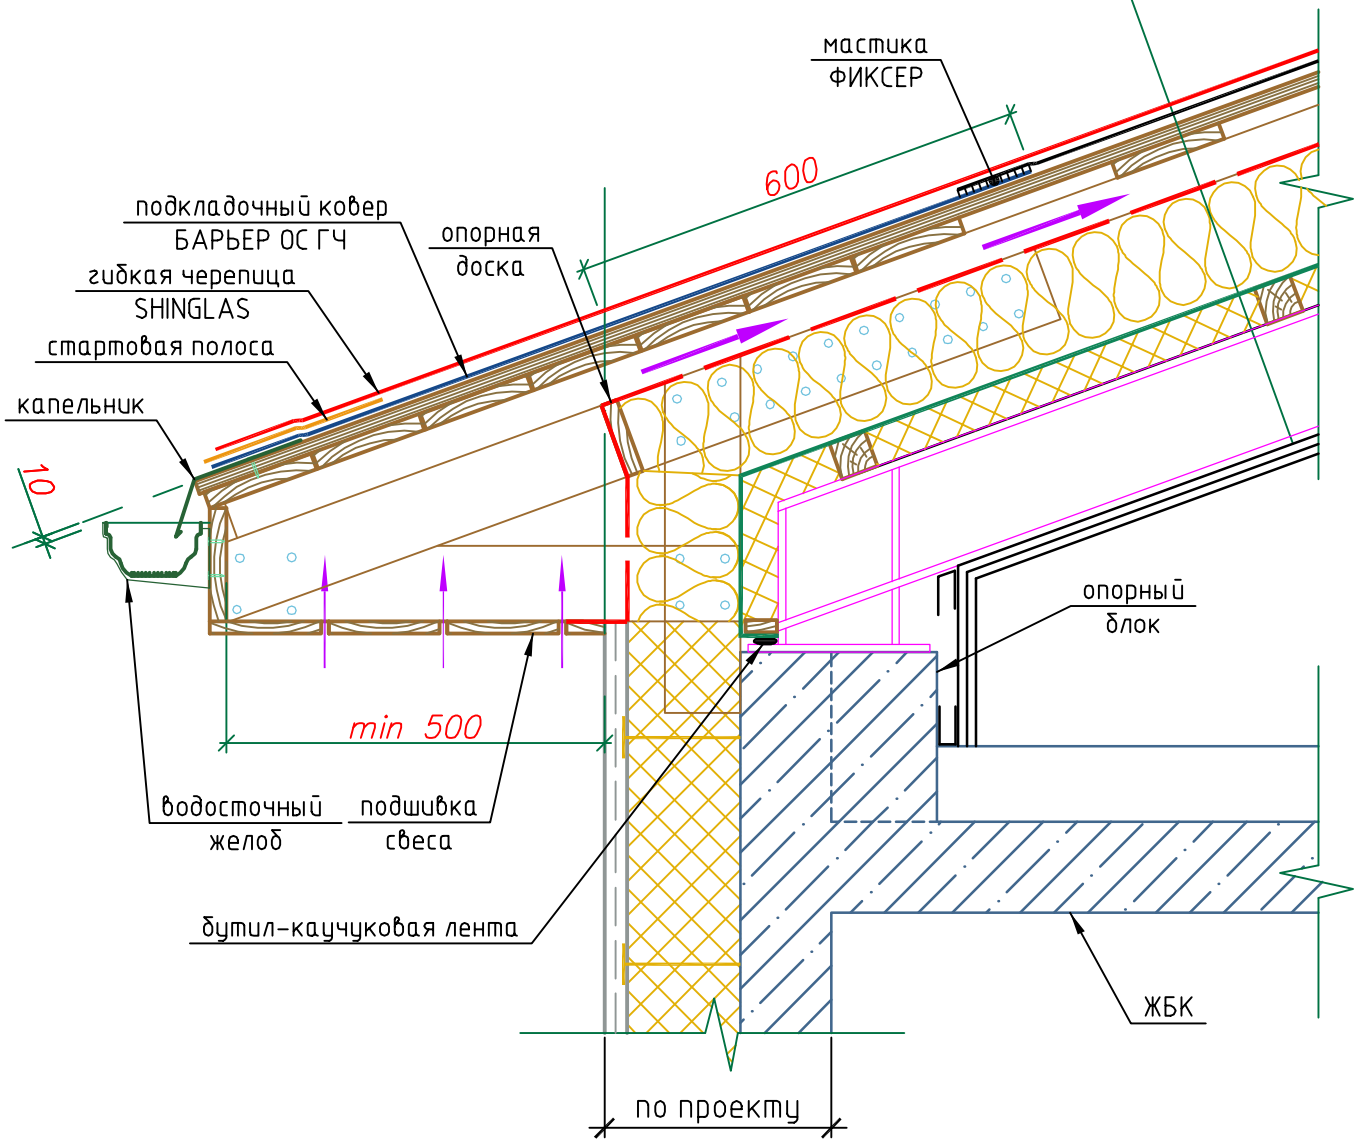 мастика
ФИКСЕР
600
подкладочный ковер
БАРЬЕР ОС ГЧ
опорная
доска
гибкая черепица
SHINGLAS
стартовая полоса
капельник
10
опорный
блок
min 500
водосточный
желоб
подшивка
свеса
бутил-каучуковая лента
ЖБК
по проекту